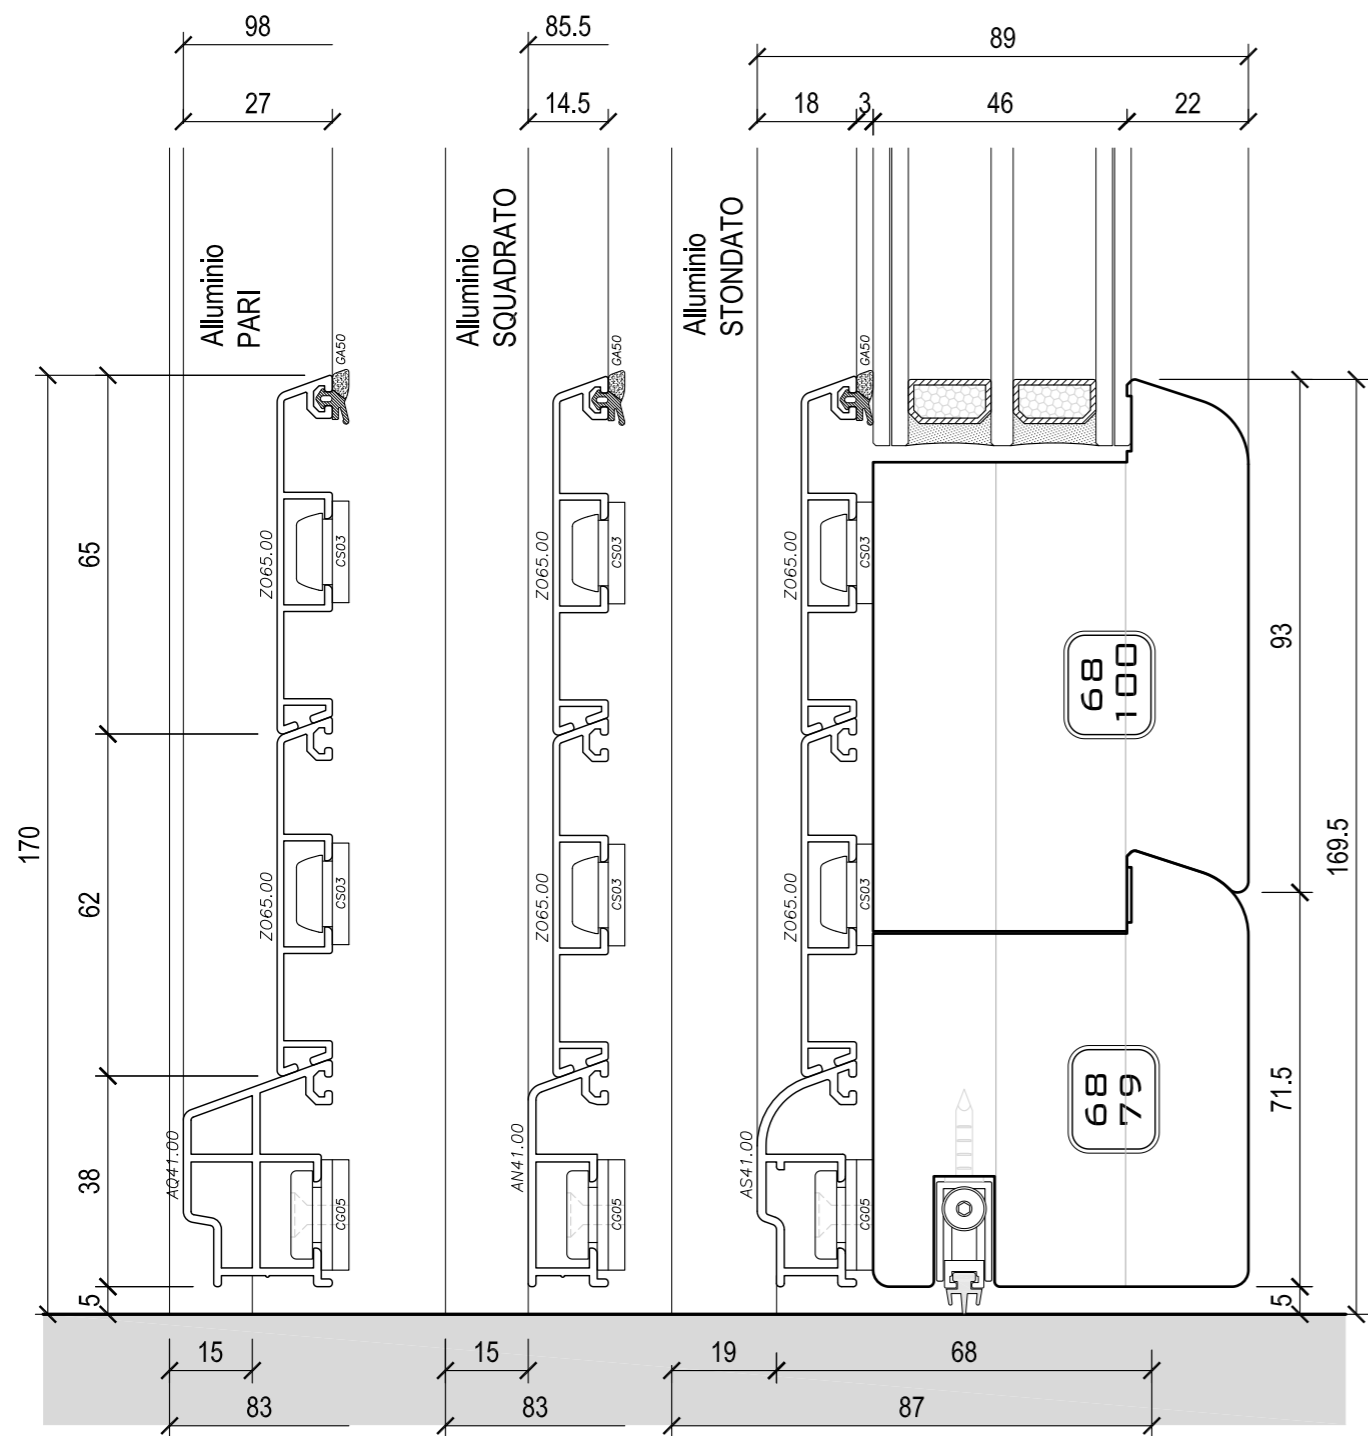 98
85.5
89
27
14.5
18
3
46
22
Alluminio
PARI
Alluminio
SQUADRATO
Alluminio
STONDATO
GA50
GA50
GA50
ZO65.00
CS03
ZO65.00
CS03
ZO65.00
CS03
65
93
68
100
170
169.5
62
ZO65.00
CS03
ZO65.00
CS03
ZO65.00
CS03
68
79
71.5
38
AQ41.00
CG05
AN41.00
CG05
AS41.00
CG05
5
5
15
15
19
68
83
83
87